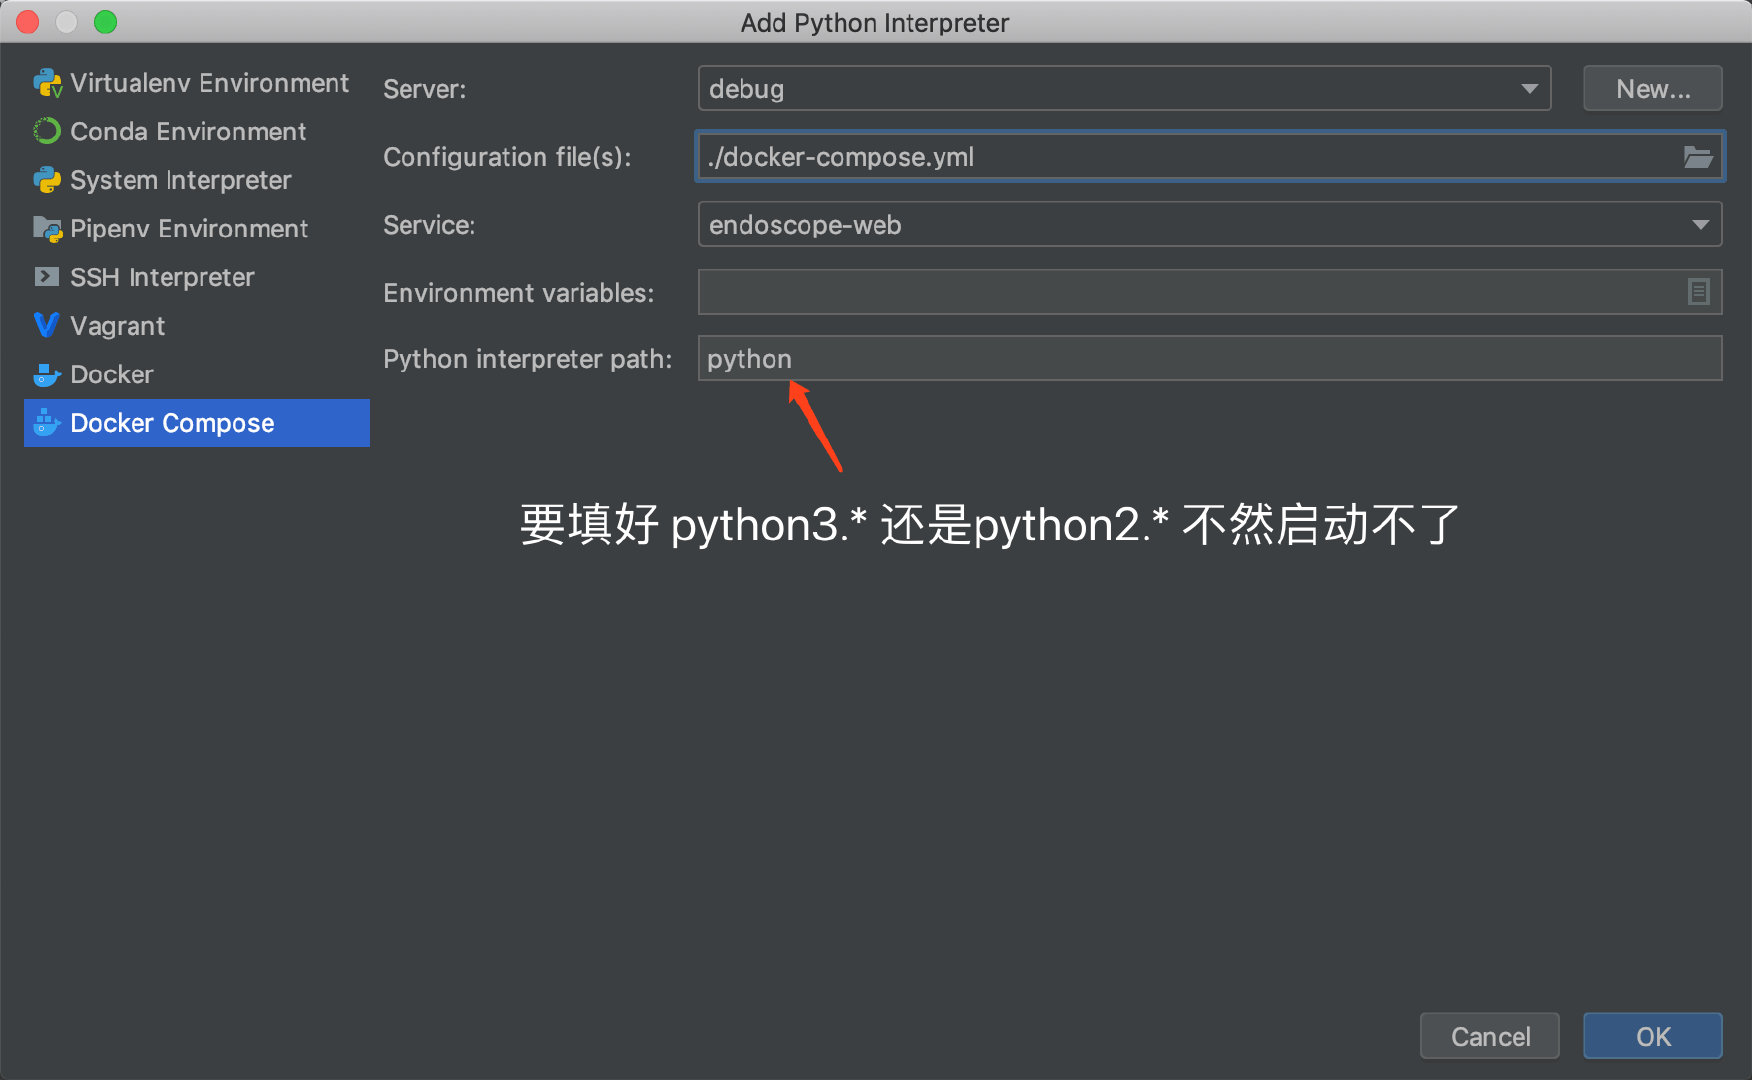 Add Python Interpreter
Virtualenv Environment
Conda Environment
System Interpreter
Pipenv Environment
SSH Interpreter
Vagrant
Docker
Docker Compose
Server: debug New...
Configuration file(s): ./docker-compose.yml
Service: endoscope-web
Environment variables:
Python interpreter path: python
要填好 python3.* 还是python2.* 不然启动不了
Cancel OK